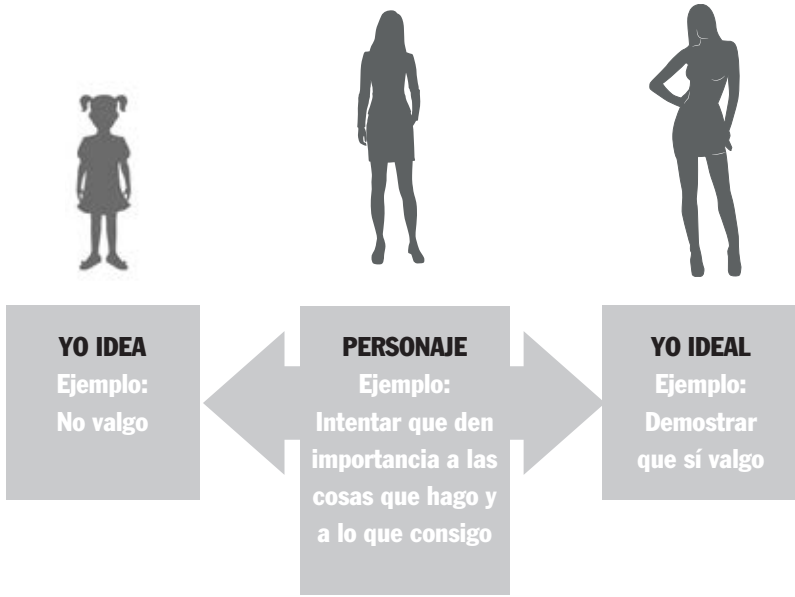 YO IDEA
Ejemplo:
No valgo
PERSONAJE
Ejemplo:
Intentar que den
importancia a las
cosas que hago y
a lo que consigo
YO IDEAL
Ejemplo:
Demostrar
que sí valgo